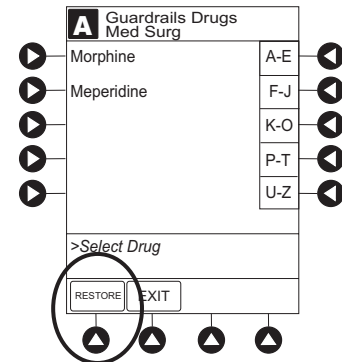 A Guardrails Drugs
Med Surg
Morphine A-E
Meperidine F-J
K-O
P-T
U-Z
>Select Drug
RESTORE EXIT